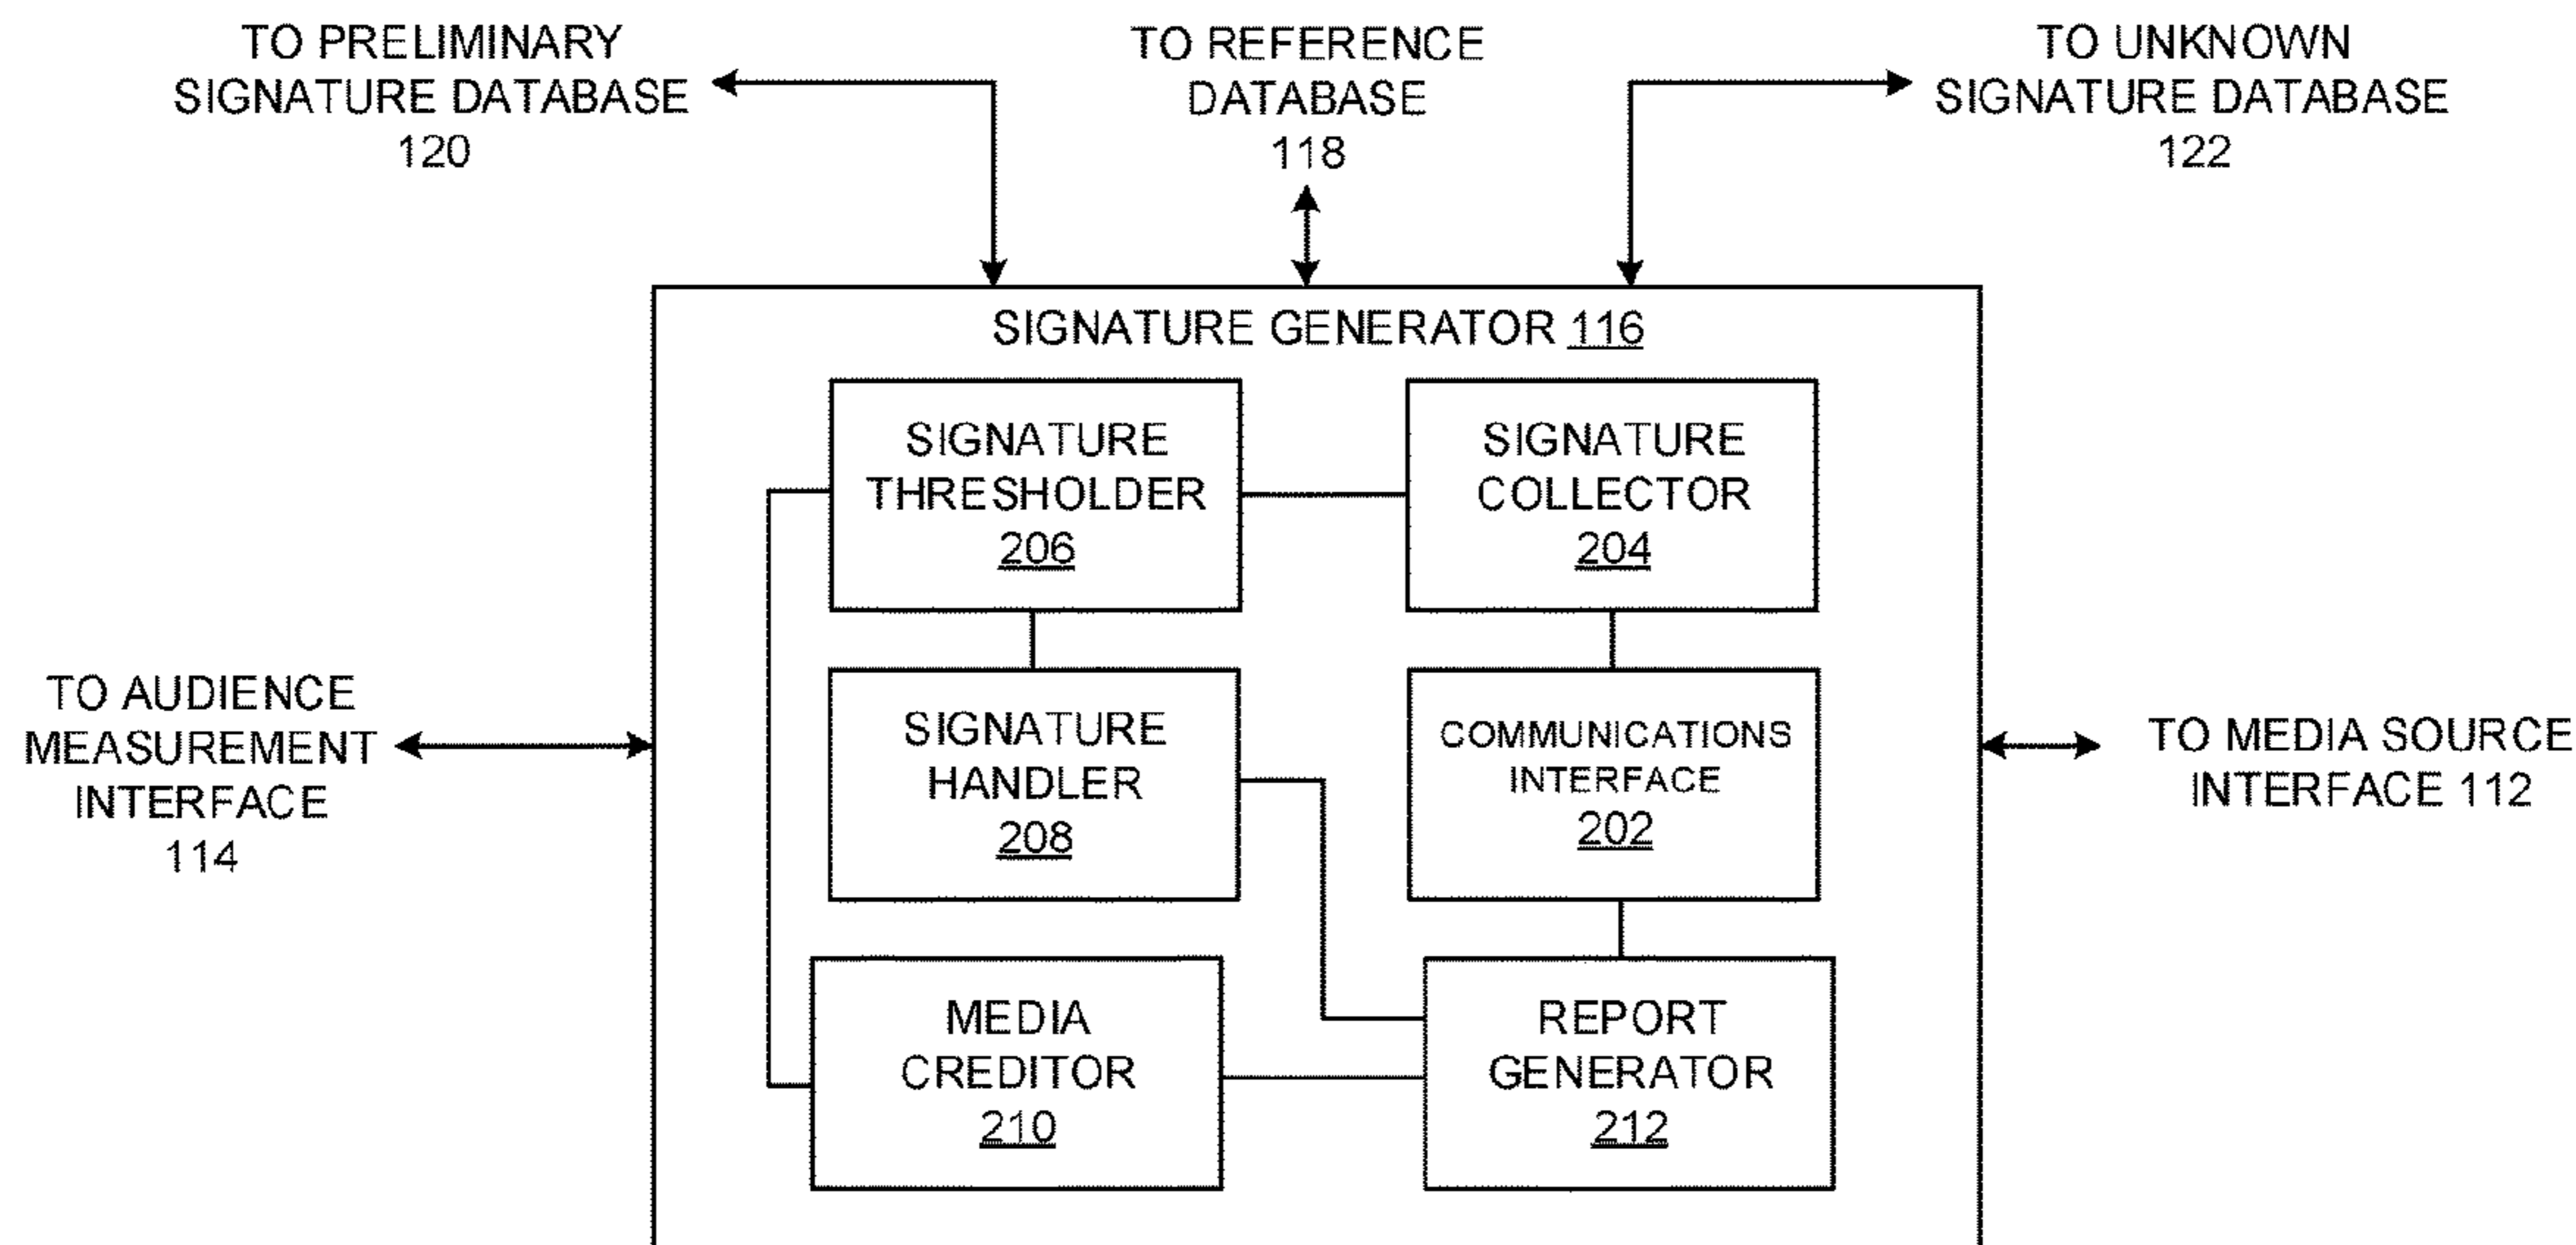 TO PRELIMINARY
SIGNATURE DATABASE
120
TO REFERENCE
DATABASE
118
TO UNKNOWN
SIGNATURE DATABASE
122
SIGNATURE GENERATOR 116
SIGNATURE
THRESHOLDER
206
SIGNATURE
COLLECTOR
204
TO AUDIENCE
MEASUREMENT
INTERFACE
114
SIGNATURE
HANDLER
208
COMMUNICATIONS
INTERFACE
202
TO MEDIA SOURCE
INTERFACE 112
MEDIA
CREDITOR
210
REPORT
GENERATOR
212